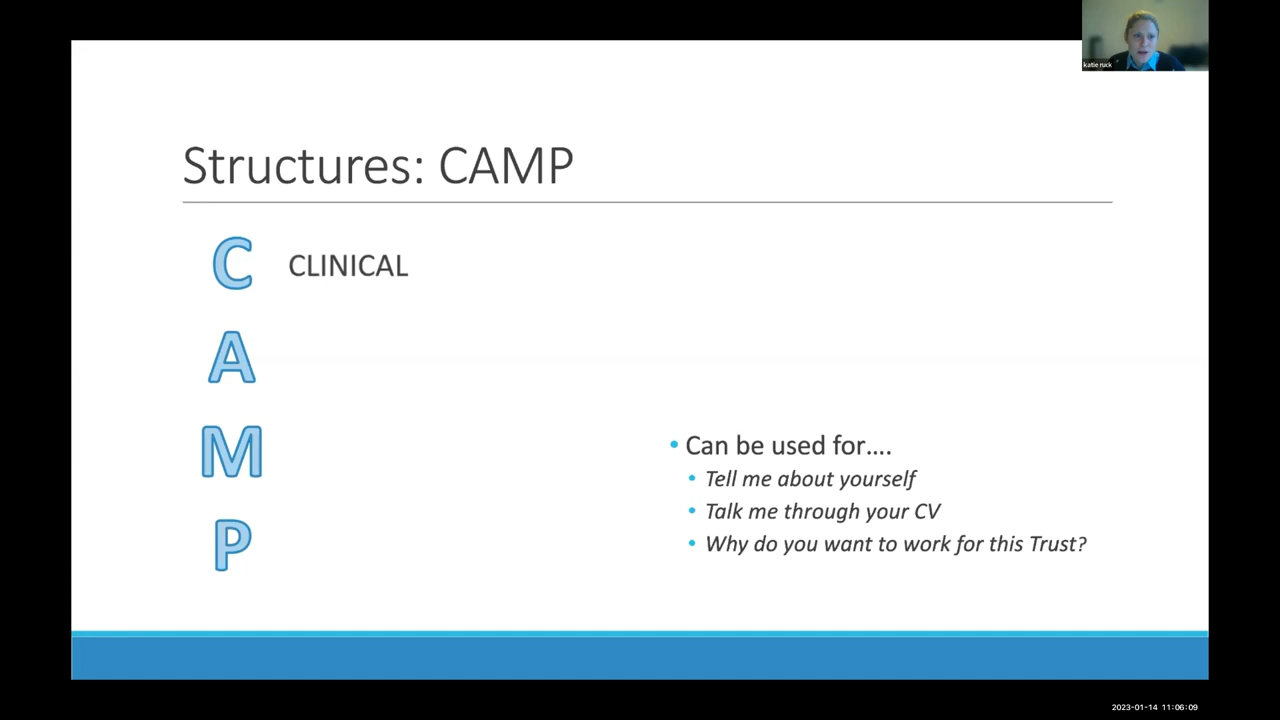 katie ruck
Structures: CAMP
C CLINICAL
A
M
P
• Can be used for....
• Tell me about yourself
• Talk me through your CV
• Why do you want to work for this Trust?
2023-01-14 11:06:09